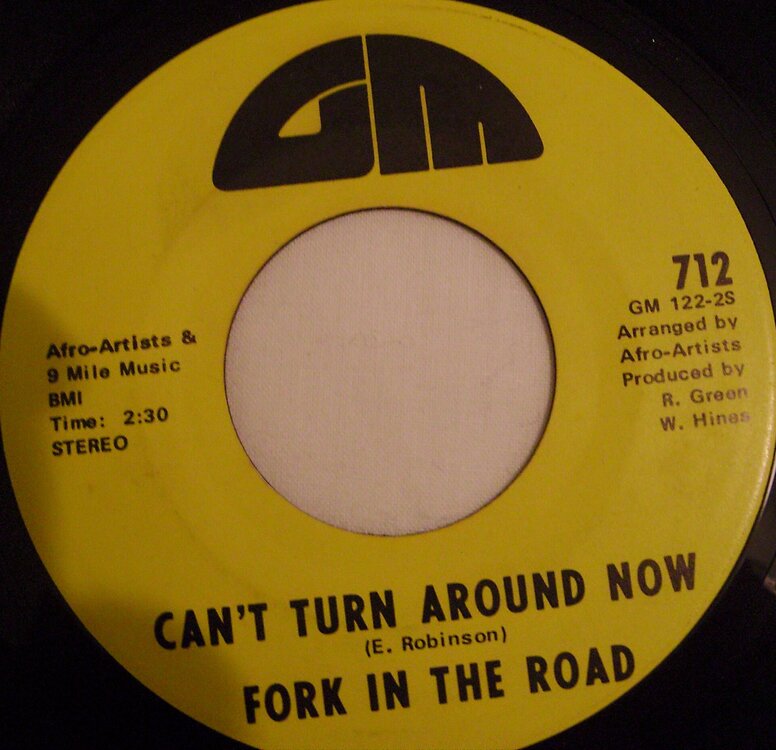 GM
712
GM 122-2S
Arranged by
Afro-Artists
Produced by
R. Green
W. Hines
Afro-Artists &
9 Mile Music
BMI
Time: 2:30
STEREO
CAN'T TURN AROUND NOW
(E. Robinson)
FORK IN THE ROAD